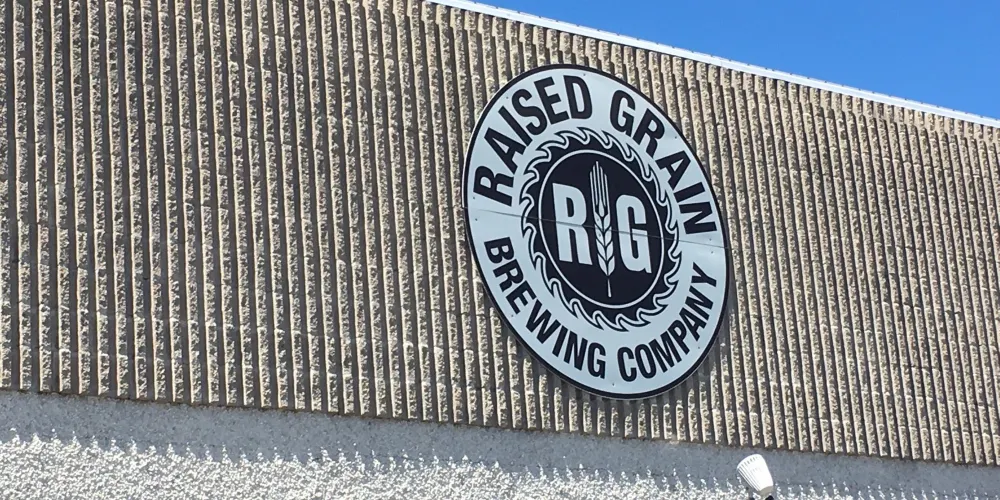 RAISED GRAIN
RG
BREWING COMPANY